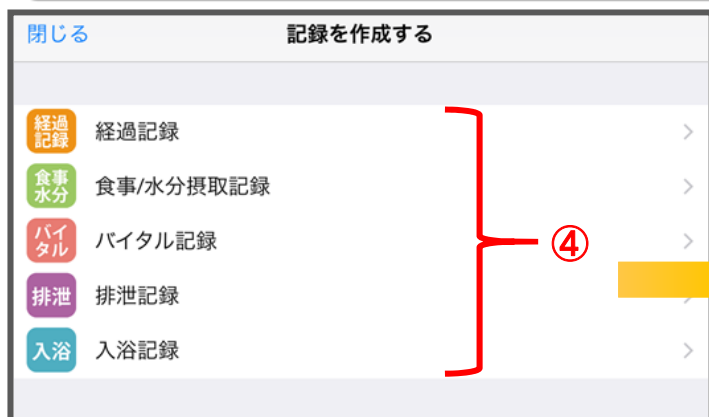 閉じる 記録を作成する
経過記録 経過記録
食事水分 食事/水分摂取記録
バイタル バイタル記録
④
排泄 排泄記録
入浴 入浴記録